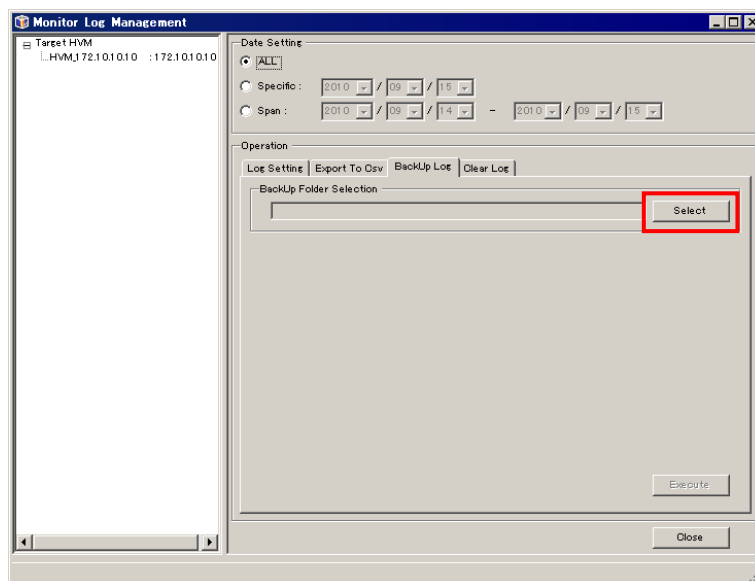 Monitor Log Management
Target HVM
HVM_172.10.10.10 : 172.10.10.10
Date Setting
ALL
Specific : 2010 / 09 / 15
Span : 2010 / 09 / 14 - 2010 / 09 / 15
Operation
Log Setting Export To Csv BackUp Log Clear Log
BackUp Folder Selection
Select
Execute
Close